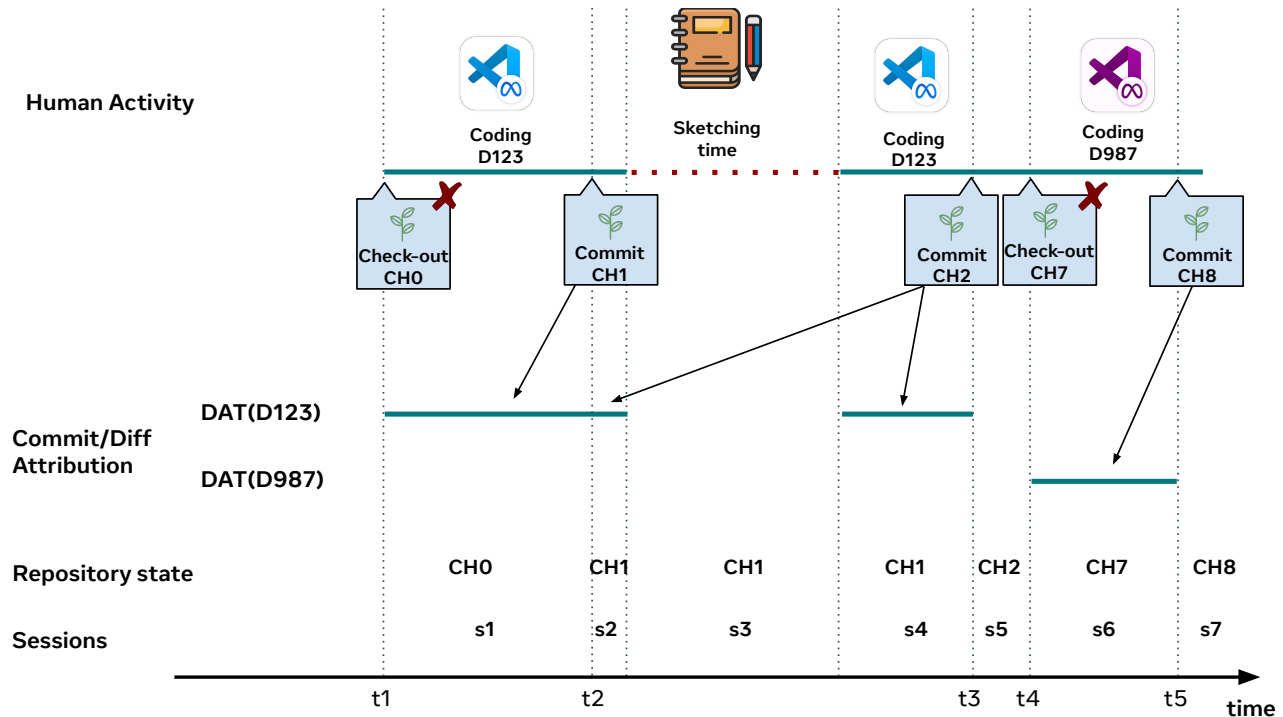 Human Activity
Coding
D123
Sketching
time
Coding
D123
Coding
D987
Check-out
CH0
Commit
CH1
Commit
CH2
Check-out
CH7
Commit
CH8
Commit/Diff
Attribution
DAT(D123)
DAT(D987)
Repository state
CH0
CH1
CH1
CH1
CH2
CH7
CH8
Sessions
s1
s2
s3
s4
s5
s6
s7
t1
t2
t3
t4
t5
time